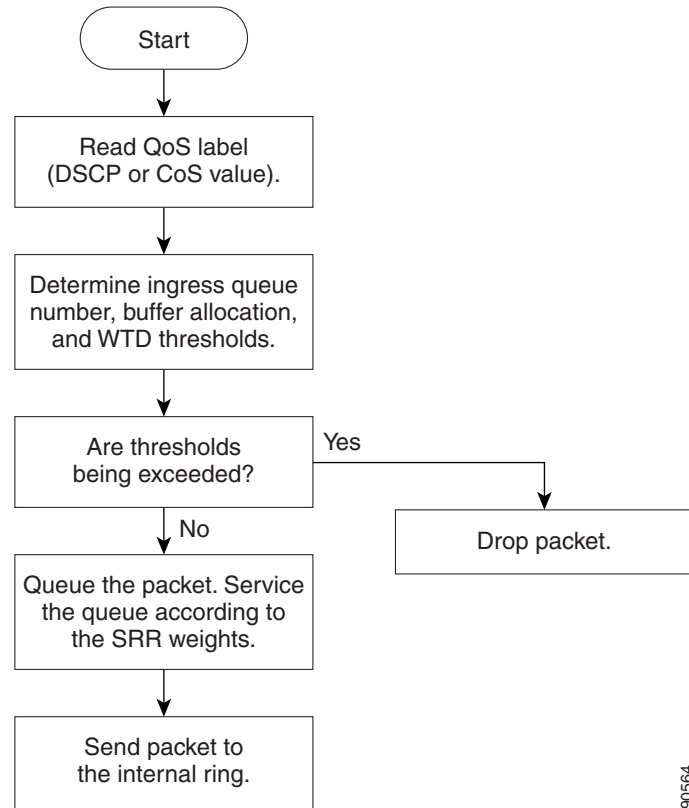 Start
Read QoS label
(DSCP or CoS value).
Determine ingress queue
number, buffer allocation,
and WTD thresholds.
Are thresholds
being exceeded?
Yes
No
Drop packet.
Queue the packet. Service
the queue according to
the SRR weights.
Send packet to
the internal ring.
90564